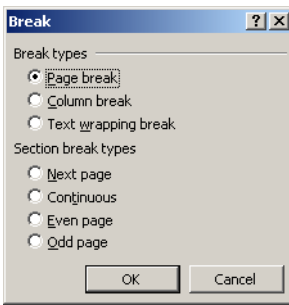 Break
Break types
Page break
Column break
Text wrapping break
Section break types
Next page
Continuous
Even page
Odd page
OK Cancel